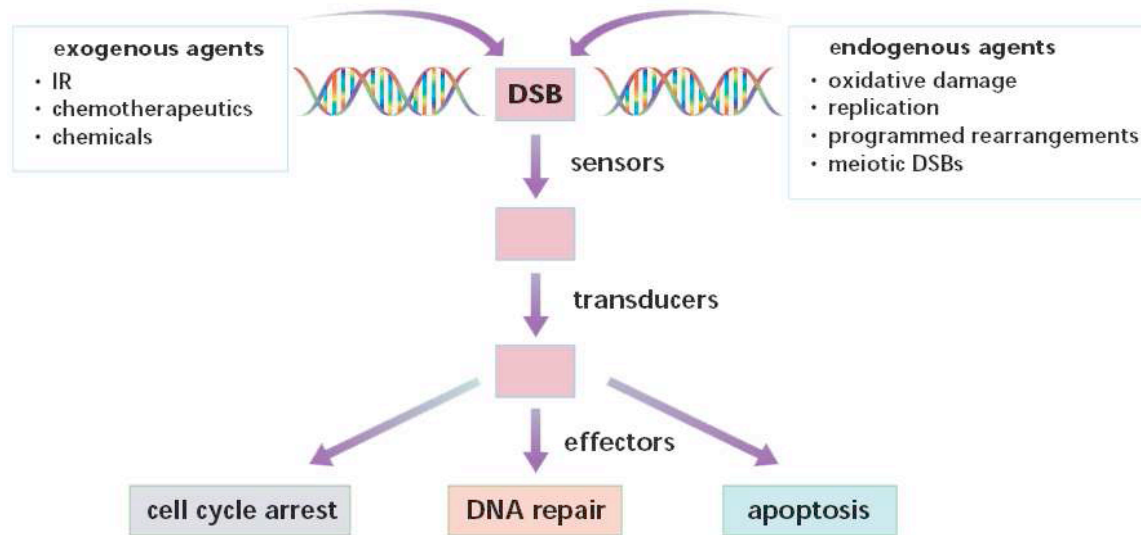 exogenous agents
· IR
· chemotherapeutics
· chemicals
DSB
endogenous agents
· oxidative damage
· replication
· programmed rearrangements
· meiotic DSBs
sensors
transducers
effectors
cell cycle arrest
DNA repair
apoptosis